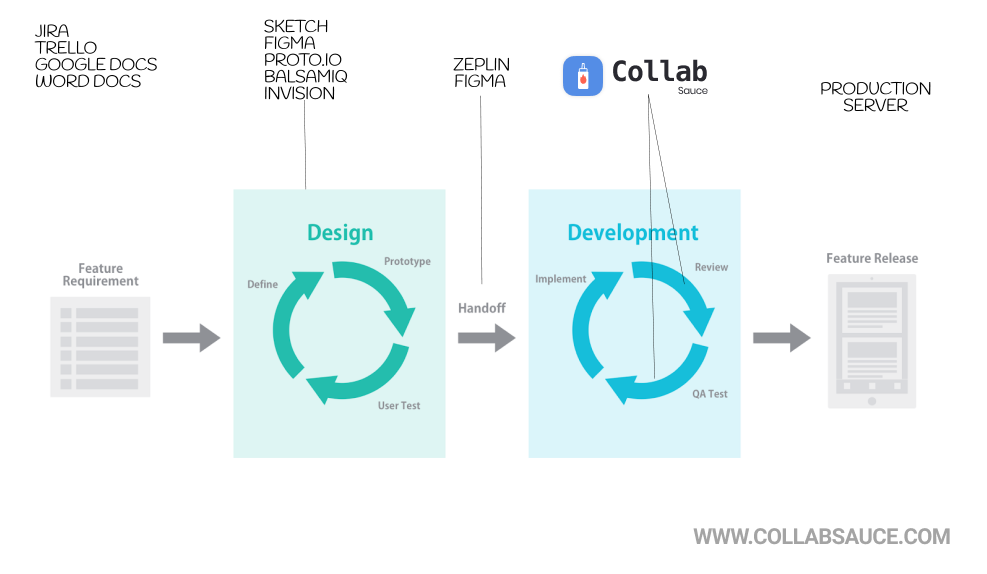 JIRA
TRELLO
GOOGLE DOCS
WORD DOCS
SKETCH
FIGMA
PROTO.IO
BALSAMIQ
INVISION
ZEPLIN
FIGMA
Collab
Sauce
PRODUCTION
SERVER
Feature
Requirement
Design
Define
Prototype
User Test
Handoff
Development
Implement
Review
QA Test
Feature Release
WWW.COLLABSAUCE.COM